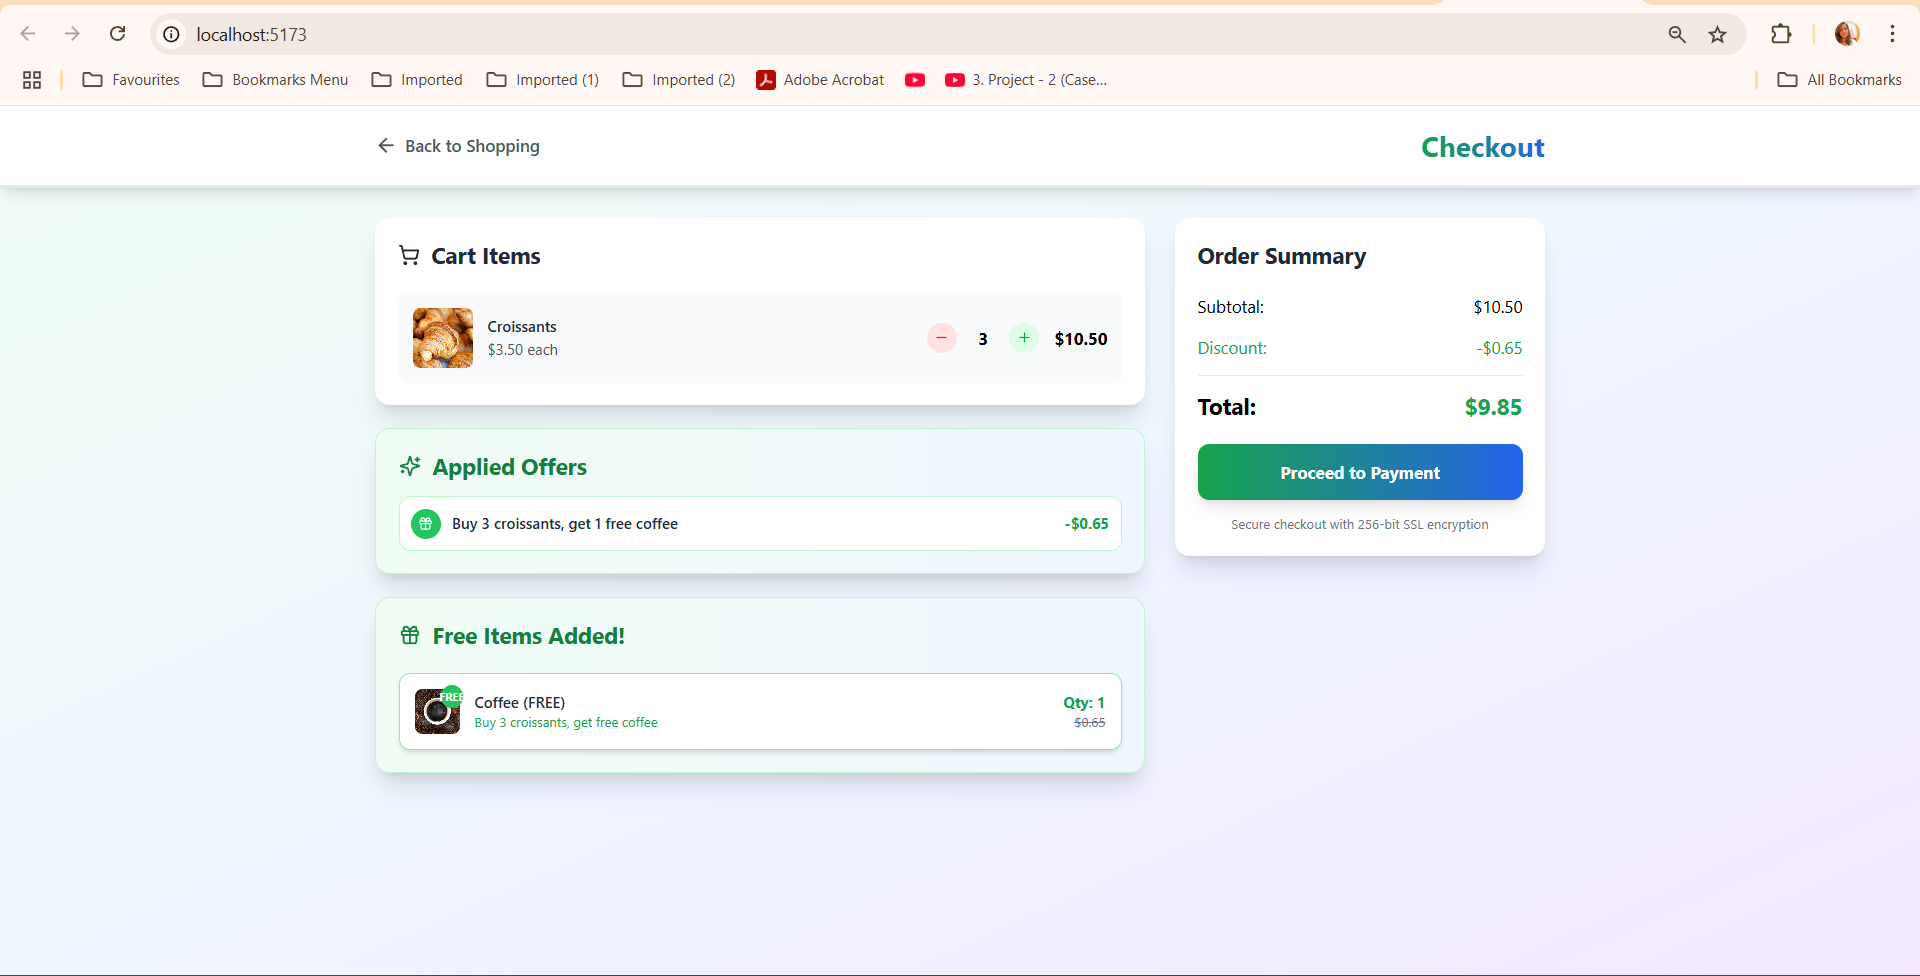 localhost:5173
Favourites
Bookmarks Menu
Imported
Imported (1)
Imported (2)
Adobe Acrobat
3. Project - 2 (Case...
All Bookmarks
Back to Shopping
Checkout
Cart Items
Croissants
$3.50 each
3
$10.50
Applied Offers
Buy 3 croissants, get 1 free coffee
-$0.65
Free Items Added!
FREE
Coffee (FREE)
Buy 3 croissants, get free coffee
Qty: 1
$0.65
Order Summary
Subtotal: $10.50
Discount: -$0.65
Total: $9.85
Proceed to Payment
Secure checkout with 256-bit SSL encryption